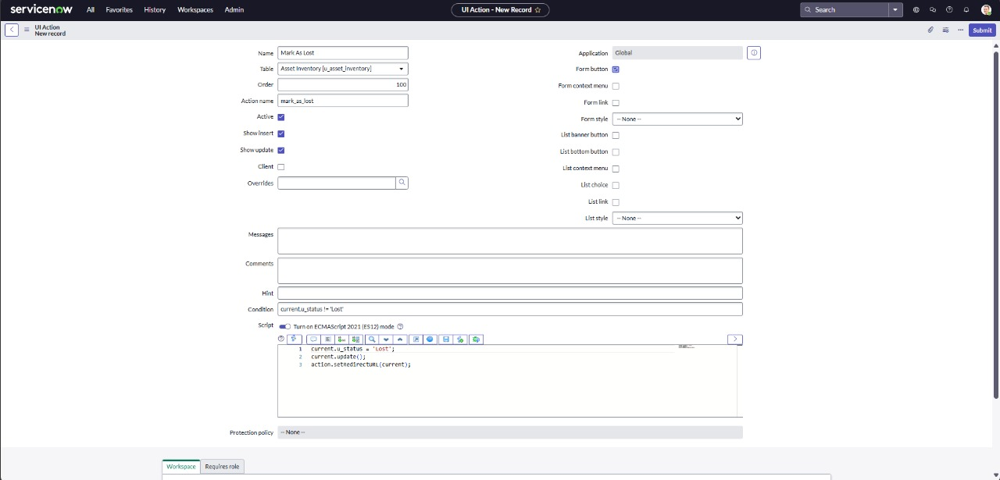 servicenow All Favorites History Workspaces Admin UI Action - New Record Search
UI Action
New record
Submit
Name Mark As Lost
Application Global
Table Asset Inventory [u_asset_inventory]
Form button
Order 100
Form context menu
Action name mark_as_lost
Form link
Active
Form style -- None --
Show insert
List banner button
Show update
List bottom button
Client
List context menu
Overrides
List choice
List link
List style -- None --
Messages
Comments
Hint
Condition current.u_status != 'Lost'
Script Turn on ECMAScript 2021 (ES12) mode
1 current.u_status = 'Lost';
2 current.update();
3 action.setRedirectURL(current);
Protection policy -- None --
Workspace Requires role